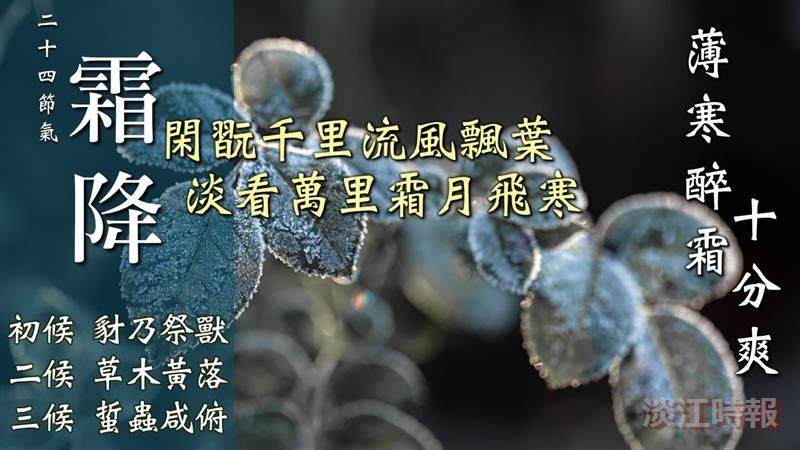 二十四節氣
霜降
閑翫千里流風飄葉
淡看萬里霜月飛寒
薄寒醉霜
十分爽
初候 豺乃祭獸
二候 草木黃落
三候 蜇蟲咸俯
淡江時報